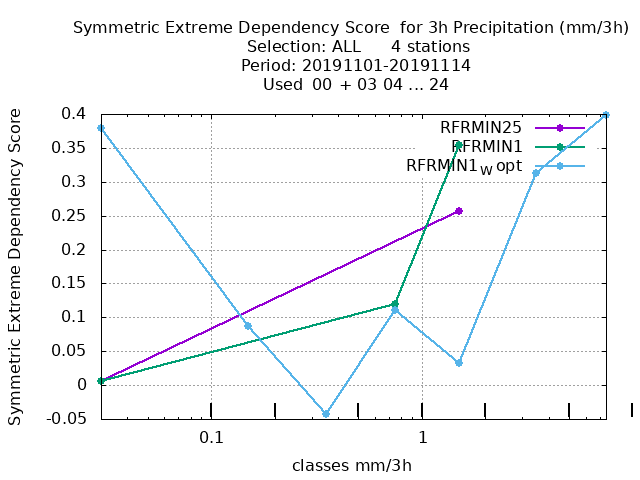 Symmetric Extreme Dependency Score  for 3h Precipitation (mm/3h)
Selection: ALL      4 stations
Period: 20191101-20191114
Used  00 + 03 04 ... 24
Symmetric Extreme Dependency Score
0.4
0.35
0.3
0.25
0.2
0.15
0.1
0.05
0
-0.05
RFRMIN25
RFRMIN1
RFRMIN1W opt
0.1
1
classes mm/3h